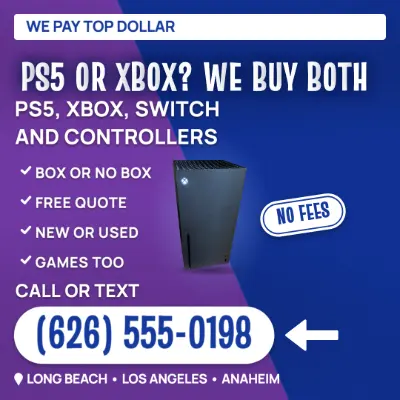 WE PAY TOP DOLLAR
PS5 OR XBOX? WE BUY BOTH
PS5, XBOX, SWITCH
AND CONTROLLERS
BOX OR NO BOX
FREE QUOTE
NEW OR USED
GAMES TOO
NO FEES
CALL OR TEXT
(626) 555-0198
LONG BEACH • LOS ANGELES • ANAHEIM